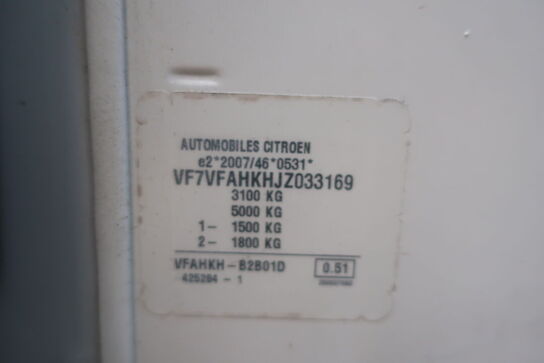 AUTOMOBILES CITROEN
e2*2007/46*0531*
VF7VFAHKHJZ033169
3100 KG
5000 KG
1- 1500 KG
2- 1800 KG
VFAHKH-B2B01D 0.51
425284 - 1